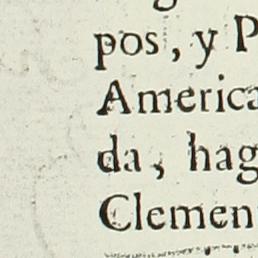 pos, y P
America
da, hag
Clemen